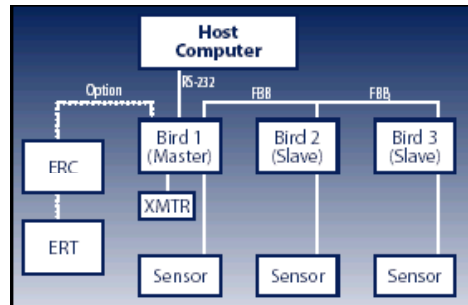 Host
Computer
RS-232
Option
FBB
FBB
Bird 1
(Master)
Bird 2
(Slave)
Bird 3
(Slave)
ERC
XMTR
ERT
Sensor
Sensor
Sensor